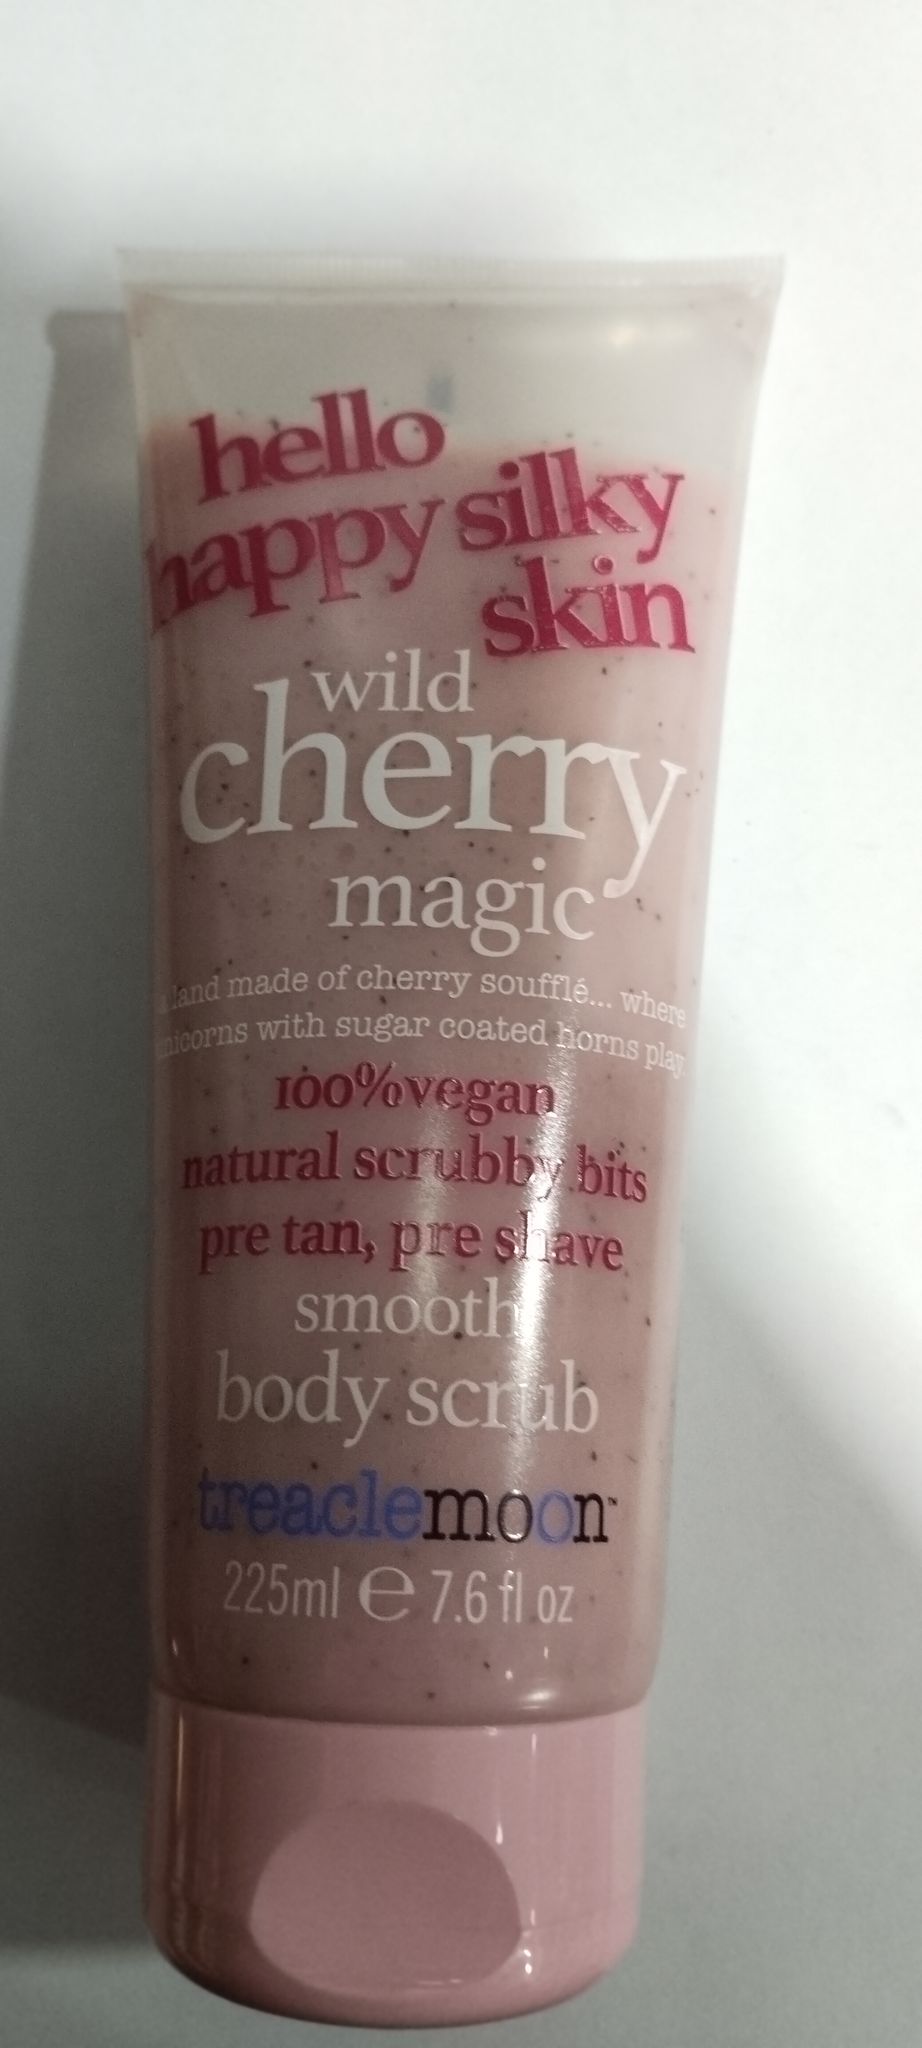 hello
happy silky
skin
wild
cherry
magic
a land made of cherry soufflé... where
unicorns with sugar coated horns play
100%vegan
natural scrubby bits
pre tan, pre shave
smooth
body scrub
treaclemoon™
225ml ℮ 7.6 fl oz